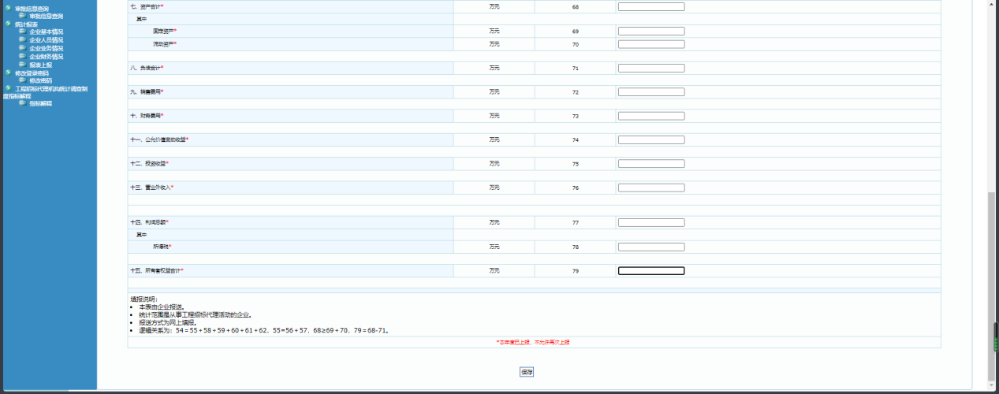 审批信息查询
审批信息查询
统计报表
企业基本情况
企业人员情况
企业业务情况
企业财务情况
报表上报
修改登录密码
修改密码
工程招标代理机构统计调查制
度指标解释
指标解释
七、资产合计* 万元 68
其中
固定资产* 万元 69
流动资产* 万元 70
八、负债合计* 万元 71
九、销售费用* 万元 72
十、财务费用* 万元 73
十一、公允价值变动收益* 万元 74
十二、投资收益* 万元 75
十三、营业外收入* 万元 76
十四、利润总额* 万元 77
其中
所得税* 万元 78
十五、所有者权益合计* 万元 79
填报说明：
• 本表由企业报送。
• 统计范围是从事工程招标代理活动的企业。
• 报送方式为网上填报。
• 逻辑关系为：54＝55＋58＋59＋60＋61＋62，55＝56＋57，68≥69＋70，79＝68-71。
*本年度已上报，不允许再次上报
保存